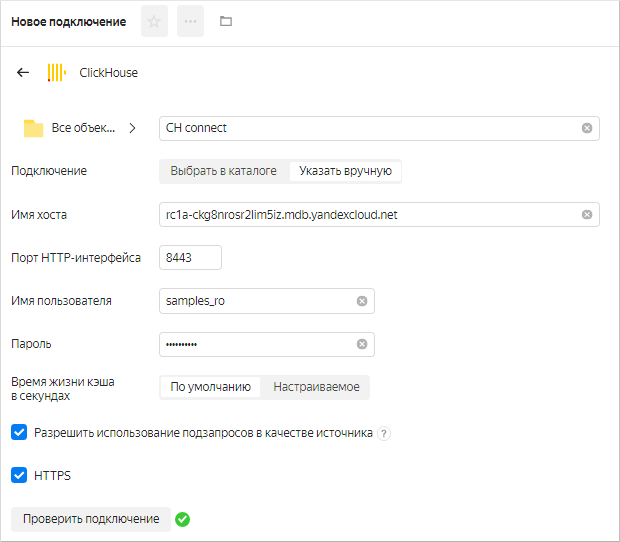 Новое подключение
ClickHouse
Все объек...
CH connect
Подключение
Выбрать в каталоге
Указать вручную
Имя хоста
rc1a-ckg8nrosr2lim5iz.mdb.yandexcloud.net
Порт HTTP-интерфейса
8443
Имя пользователя
samples_ro
Пароль
••••••••••
Время жизни кэша
в секундах
По умолчанию
Настраиваемое
Разрешить использование подзапросов в качестве источника ?
HTTPS
Проверить подключение